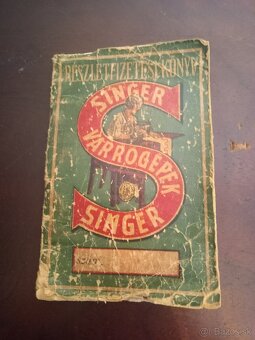 RÉSZLETFIZETÉSI KÖNYV
SINGER
VARRÓGÉPEK
SINGER